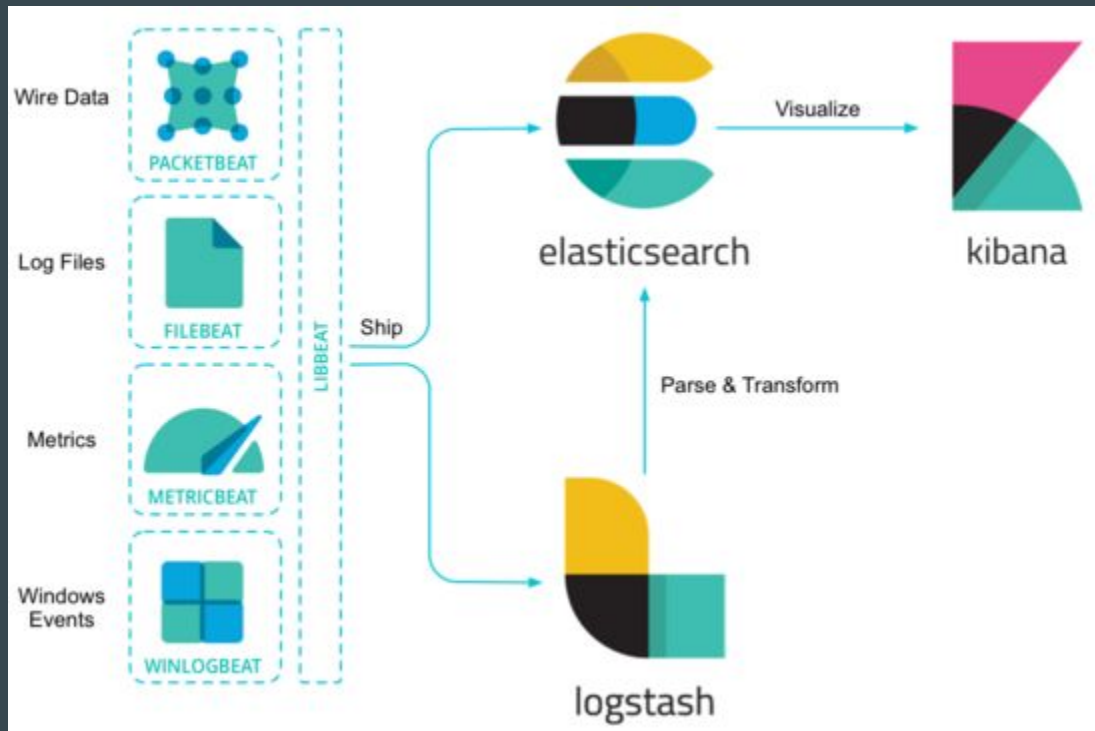 Wire Data
PACKETBEAT
Log Files
FILEBEAT
Metrics
METRICBEAT
Windows
Events
WINLOGBEAT
LIBBEAT
Ship
elasticsearch
Visualize
kibana
Parse & Transform
logstash